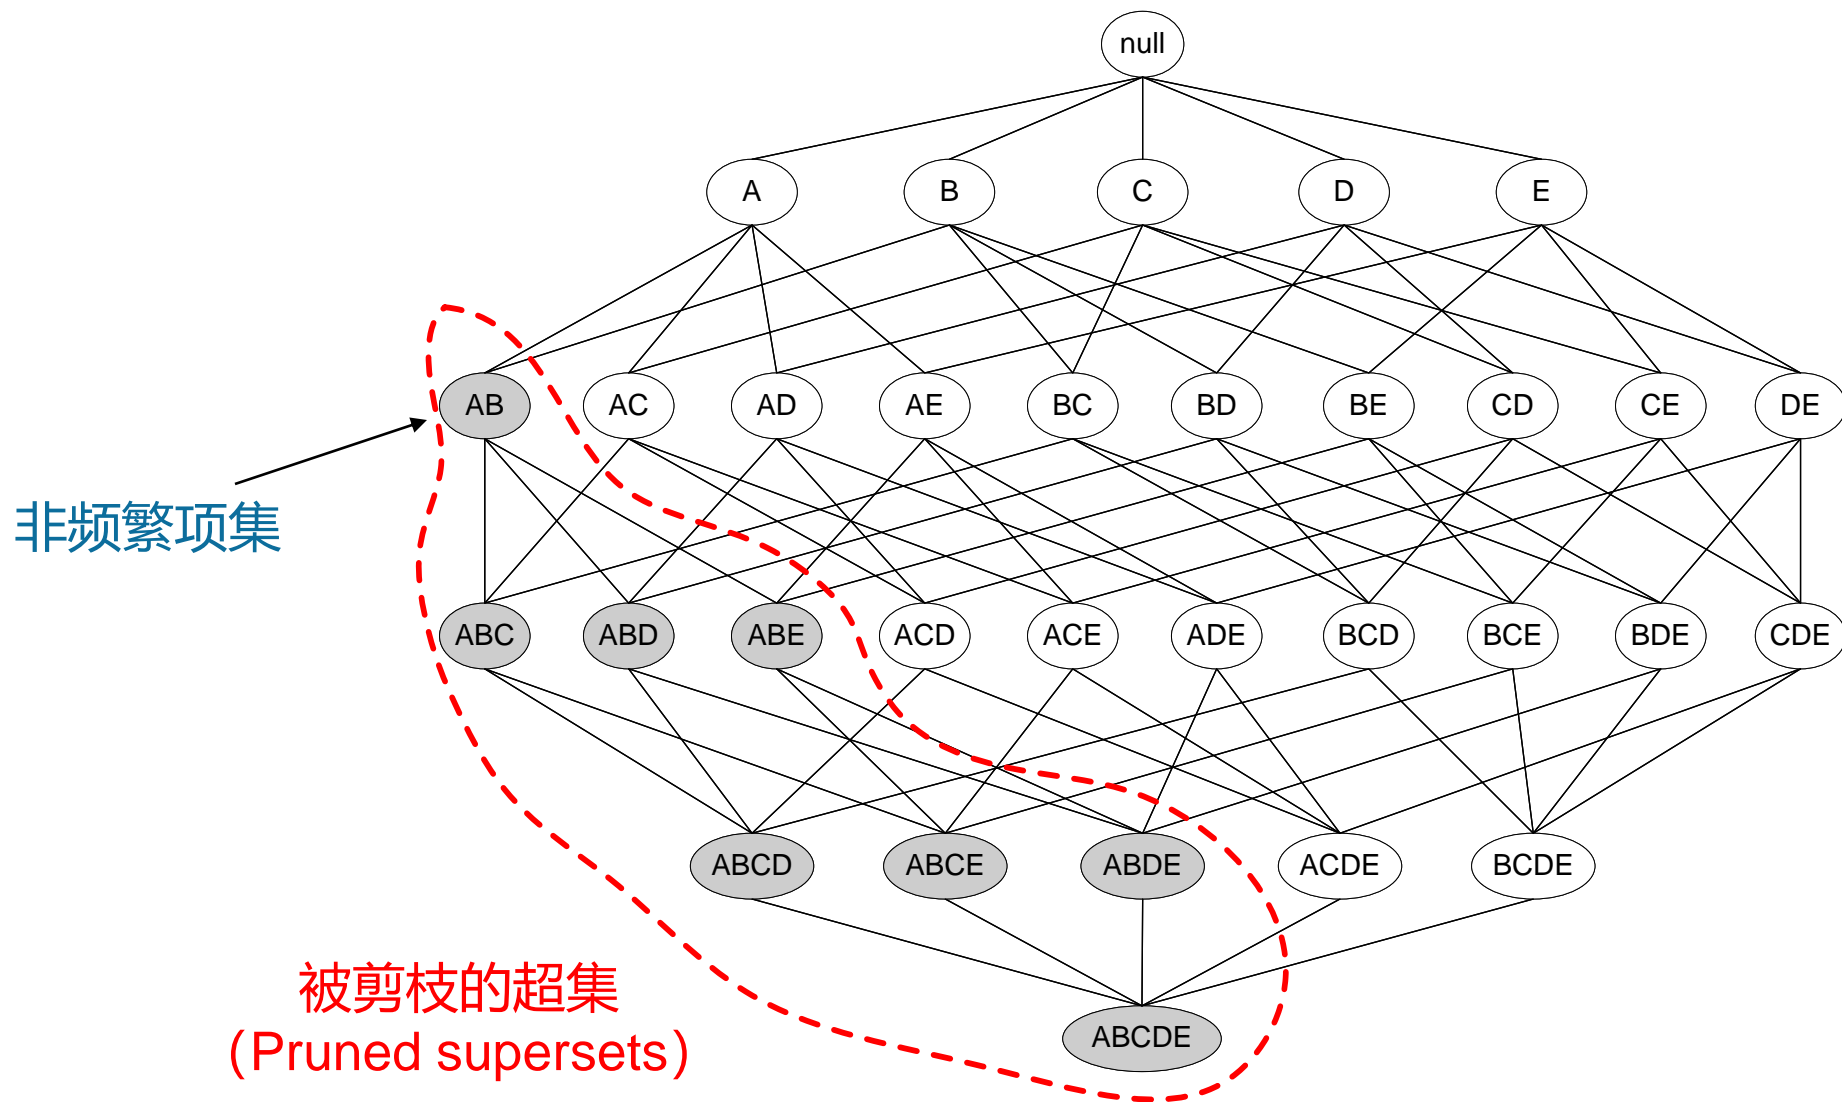 null
A B C D E
AB AC AD AE BC BD BE CD CE DE
非频繁项集
ABC ABD ABE ACD ACE ADE BCD BCE BDE CDE
ABCD ABCE ABDE ACDE BCDE
被剪枝的超集
（Pruned supersets）
ABCDE